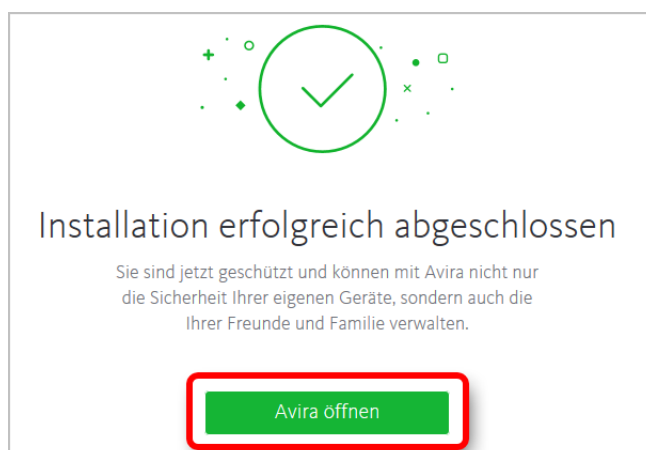 Installation erfolgreich abgeschlossen
Sie sind jetzt geschützt und können mit Avira nicht nur
die Sicherheit Ihrer eigenen Geräte, sondern auch die
Ihrer Freunde und Familie verwalten.
Avira öffnen